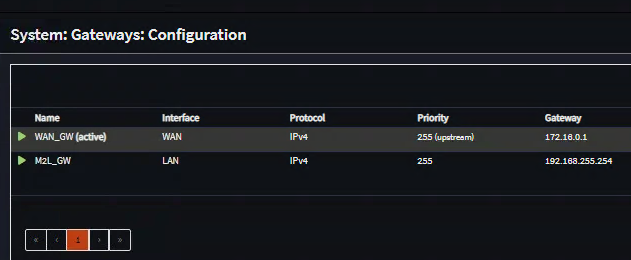 System: Gateways: Configuration
Name Interface Protocol Priority Gateway
WAN_GW (active) WAN IPv4 255 (upstream) 172.16.0.1
M2L_GW LAN IPv4 255 192.168.255.254
« ‹ 1 › »